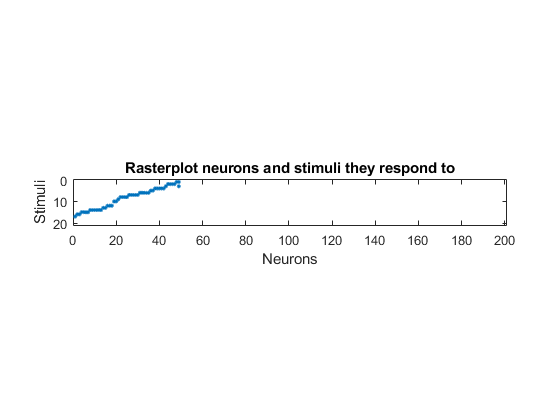 Rasterplot neurons and stimuli they respond to
Stimuli
0
10
20
0 20 40 60 80 100 120 140 160 180 200
Neurons